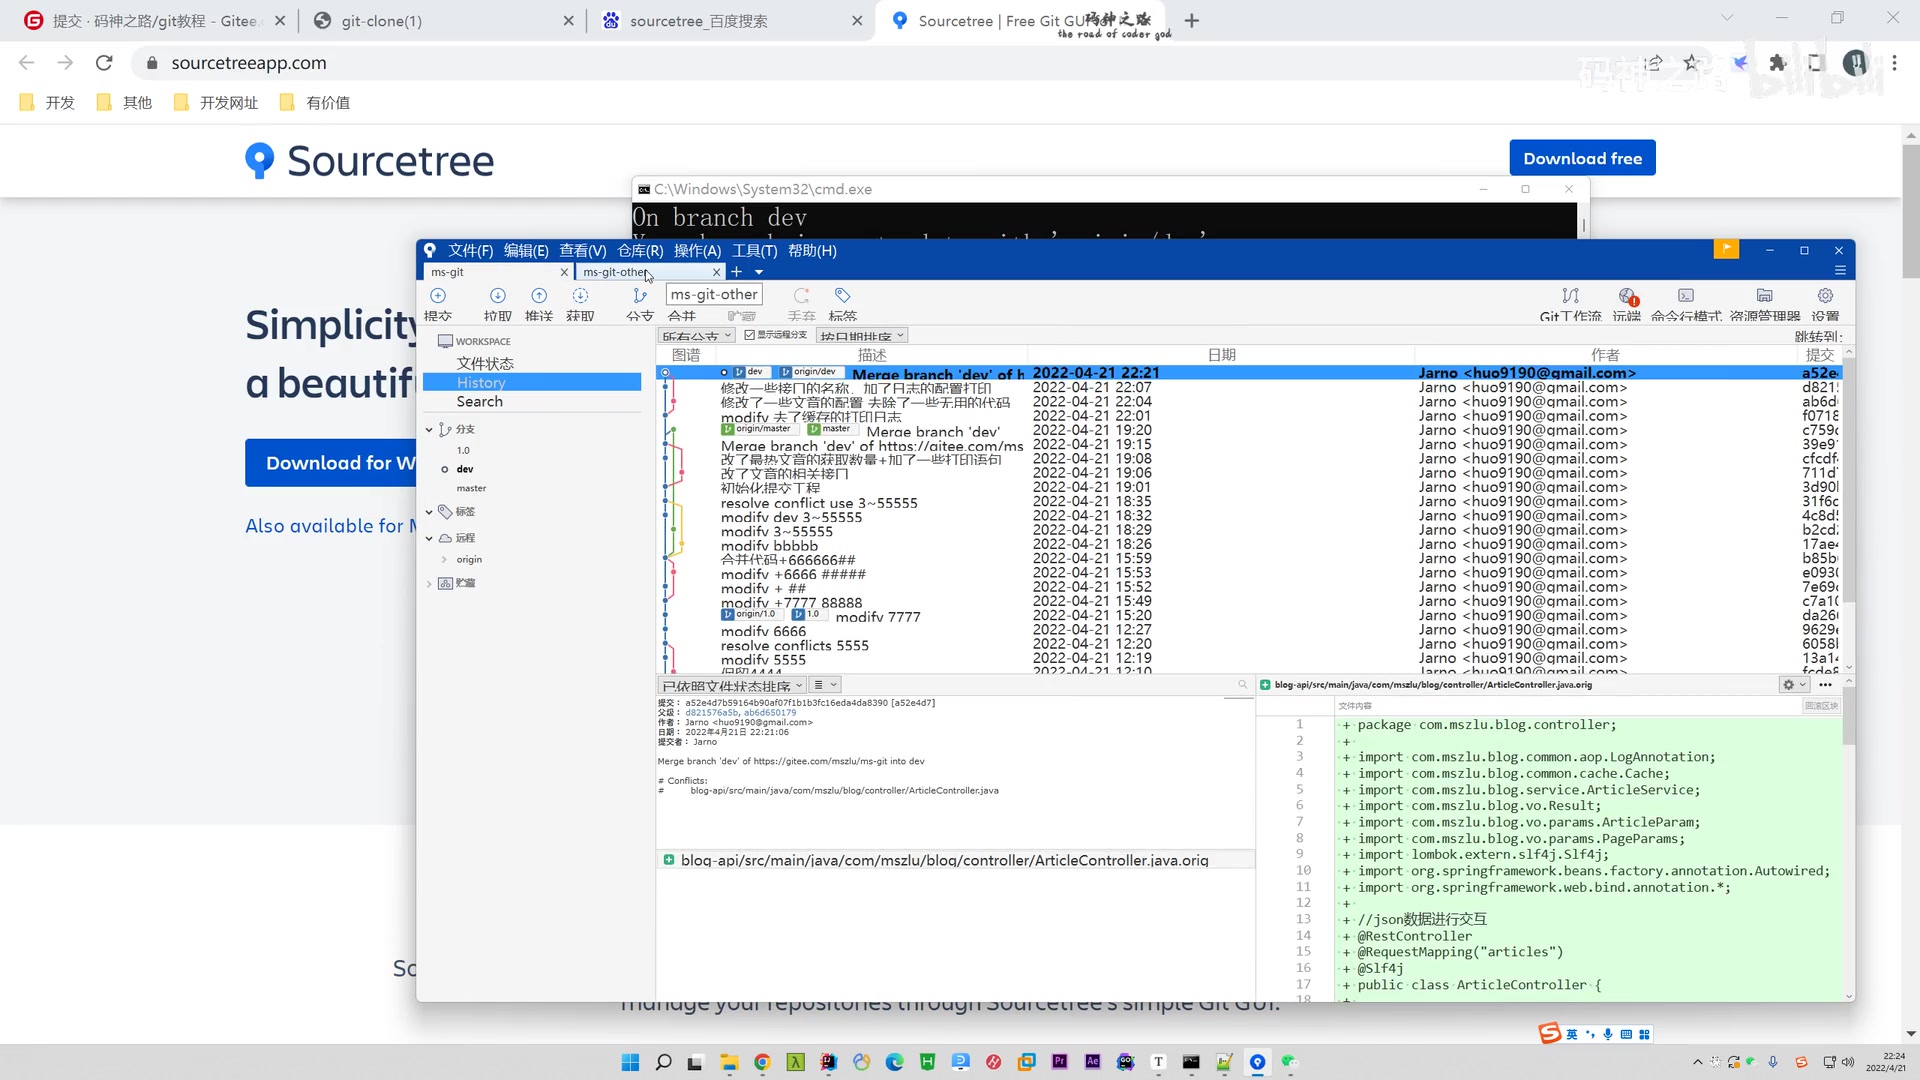 提交 · 码神之路/git教程 - Gitee.
git-clone(1)
sourcetree_百度搜索
Sourcetree | Free Git GUI for
码神之路
the road of coder god
sourcetreeapp.com
码神之路 bilibili
开发
其他
开发网址
有价值
Sourcetree
Download free
C:\Windows\System32\cmd.exe
On branch dev
文件(F) 编辑(E) 查看(V) 仓库(R) 操作(A) 工具(T) 帮助(H)
ms-git
ms-git-other
ms-git-other
提交 拉取 推送 获取 分支 合并 贮藏 丢弃 标签
Git工作流 远端 命令行模式 资源管理器 设置
Simplicity
a beautif
Download for W
Also available for M
WORKSPACE
文件状态
History
Search
分支
1.0
dev
master
标签
远程
origin
贮藏
所有分支 显示远程分支 按日期排序 跳转到:
图谱 描述 日期 作者 提交
dev origin/dev Merge branch 'dev' of h 2022-04-21 22:21 Jarno <huo9190@gmail.com> a52e
修改一些接口的名称，加了日志的配置打印 2022-04-21 22:07 Jarno <huo9190@gmail.com> d821
修改了一些文章的配置 去除了一些无用的代码 2022-04-21 22:04 Jarno <huo9190@gmail.com> ab6d
modify 去了缓存的打印日志 2022-04-21 22:01 Jarno <huo9190@gmail.com> f0718
origin/master master Merge branch 'dev' 2022-04-21 19:20 Jarno <huo9190@gmail.com> c759
Merge branch 'dev' of https://gitee.com/ms 2022-04-21 19:15 Jarno <huo9190@gmail.com> 39e9
改了最热文章的获取数量+加了一些打印语句 2022-04-21 19:08 Jarno <huo9190@gmail.com> cfcdf
改了文章的相关接口 2022-04-21 19:06 Jarno <huo9190@gmail.com> 711d
初始化提交工程 2022-04-21 19:01 Jarno <huo9190@gmail.com> 3d90
resolve conflict use 3~55555 2022-04-21 18:35 Jarno <huo9190@gmail.com> 31f6
modify dev 3~55555 2022-04-21 18:32 Jarno <huo9190@gmail.com> 4c8d
modify 3~55555 2022-04-21 18:29 Jarno <huo9190@gmail.com> b2cd
modify bbbbb 2022-04-21 18:26 Jarno <huo9190@gmail.com> 17ae
合并代码+666666## 2022-04-21 15:59 Jarno <huo9190@gmail.com> b85b
modify +6666 ##### 2022-04-21 15:53 Jarno <huo9190@gmail.com> e093
modify + ## 2022-04-21 15:52 Jarno <huo9190@gmail.com> 7e69
modify +7777 88888 2022-04-21 15:49 Jarno <huo9190@gmail.com> c7a1
origin/1.0 1.0 modify 7777 2022-04-21 15:20 Jarno <huo9190@gmail.com> da26
modify 6666 2022-04-21 12:27 Jarno <huo9190@gmail.com> 9629
resolve conflicts 5555 2022-04-21 12:20 Jarno <huo9190@gmail.com> 6058
modify 5555 2022-04-21 12:19 Jarno <huo9190@gmail.com> 13a1
保留4444 2022-04-21 12:10 Jarno <huo9190@gmail.com> fcde
已依照文件状态排序
提交： a52e4d7b59164b90af07f1b1b3fc16eda4da8390 [a52e4d7]
父级： d821576a5b, ab6d650179
作者： Jarno <huo9190@gmail.com>
日期： 2022年4月21日 22:21:06
提交者： Jarno
Merge branch 'dev' of https://gitee.com/mszlu/ms-git into dev
# Conflicts:
# blog-api/src/main/java/com/mszlu/blog/controller/ArticleController.java
blog-api/src/main/java/com/mszlu/blog/controller/ArticleController.java.orig
blog-api/src/main/java/com/mszlu/blog/controller/ArticleController.java.orig
文件内容 回滚区块
1 + package com.mszlu.blog.controller;
2 +
3 + import com.mszlu.blog.common.aop.LogAnnotation;
4 + import com.mszlu.blog.common.cache.Cache;
5 + import com.mszlu.blog.service.ArticleService;
6 + import com.mszlu.blog.vo.Result;
7 + import com.mszlu.blog.vo.params.ArticleParam;
8 + import com.mszlu.blog.vo.params.PageParams;
9 + import lombok.extern.slf4j.Slf4j;
10 + import org.springframework.beans.factory.annotation.Autowired;
11 + import org.springframework.web.bind.annotation.*;
12 +
13 + //json数据进行交互
14 + @RestController
15 + @RequestMapping("articles")
16 + @Slf4j
17 + public class ArticleController {
18 +
So
manage your repositories through Sourcetree's simple Git GUI.
英
22:24
2022/4/21